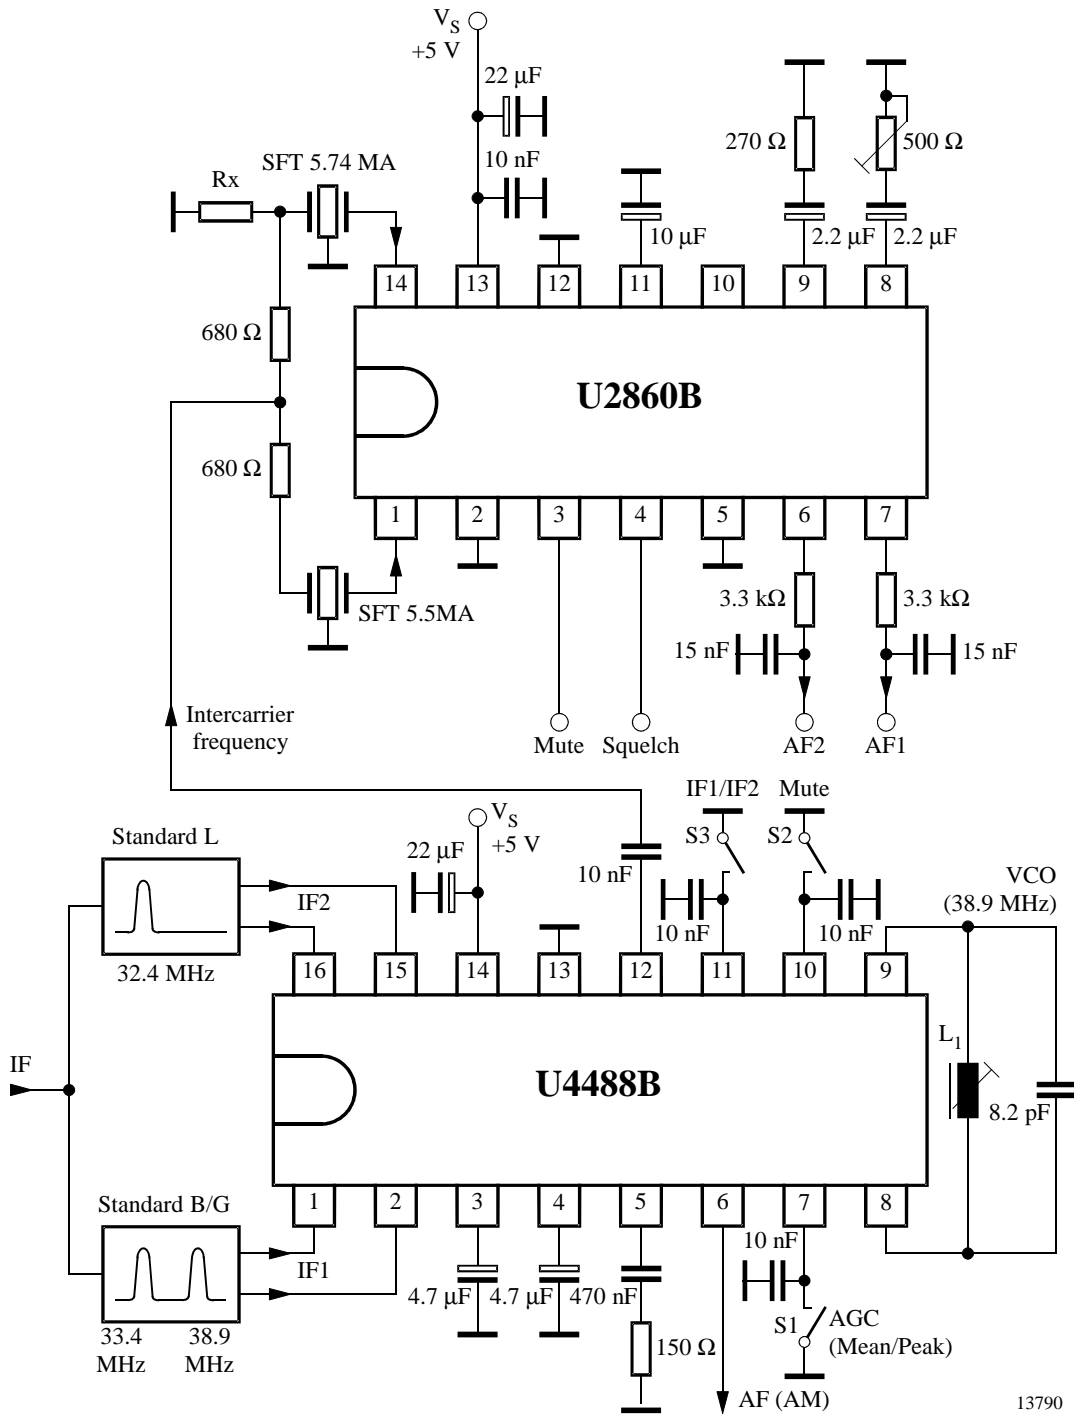 V_S
+5 V
22 µF
10 nF
SFT 5.74 MA
Rx
10 µF
270 Ω
500 Ω
2.2 µF
2.2 µF
14
13
12
11
10
9
8
680 Ω
U2860B
680 Ω
1
2
3
4
5
6
7
SFT 5.5MA
3.3 kΩ
3.3 kΩ
15 nF
15 nF
Intercarrier
frequency
Mute
Squelch
AF2
AF1
IF1/IF2
Mute
V_S
+5 V
S3
S2
Standard L
22 µF
10 nF
VCO
(38.9 MHz)
IF2
10 nF
10 nF
32.4 MHz
16
15
14
13
12
11
10
9
L_1
IF
U4488B
8.2 pF
Standard B/G
1
2
3
4
5
6
7
8
IF1
10 nF
4.7 µF
4.7 µF
470 nF
S1
AGC
(Mean/Peak)
33.4
MHz
38.9
MHz
150 Ω
AF (AM)
13790